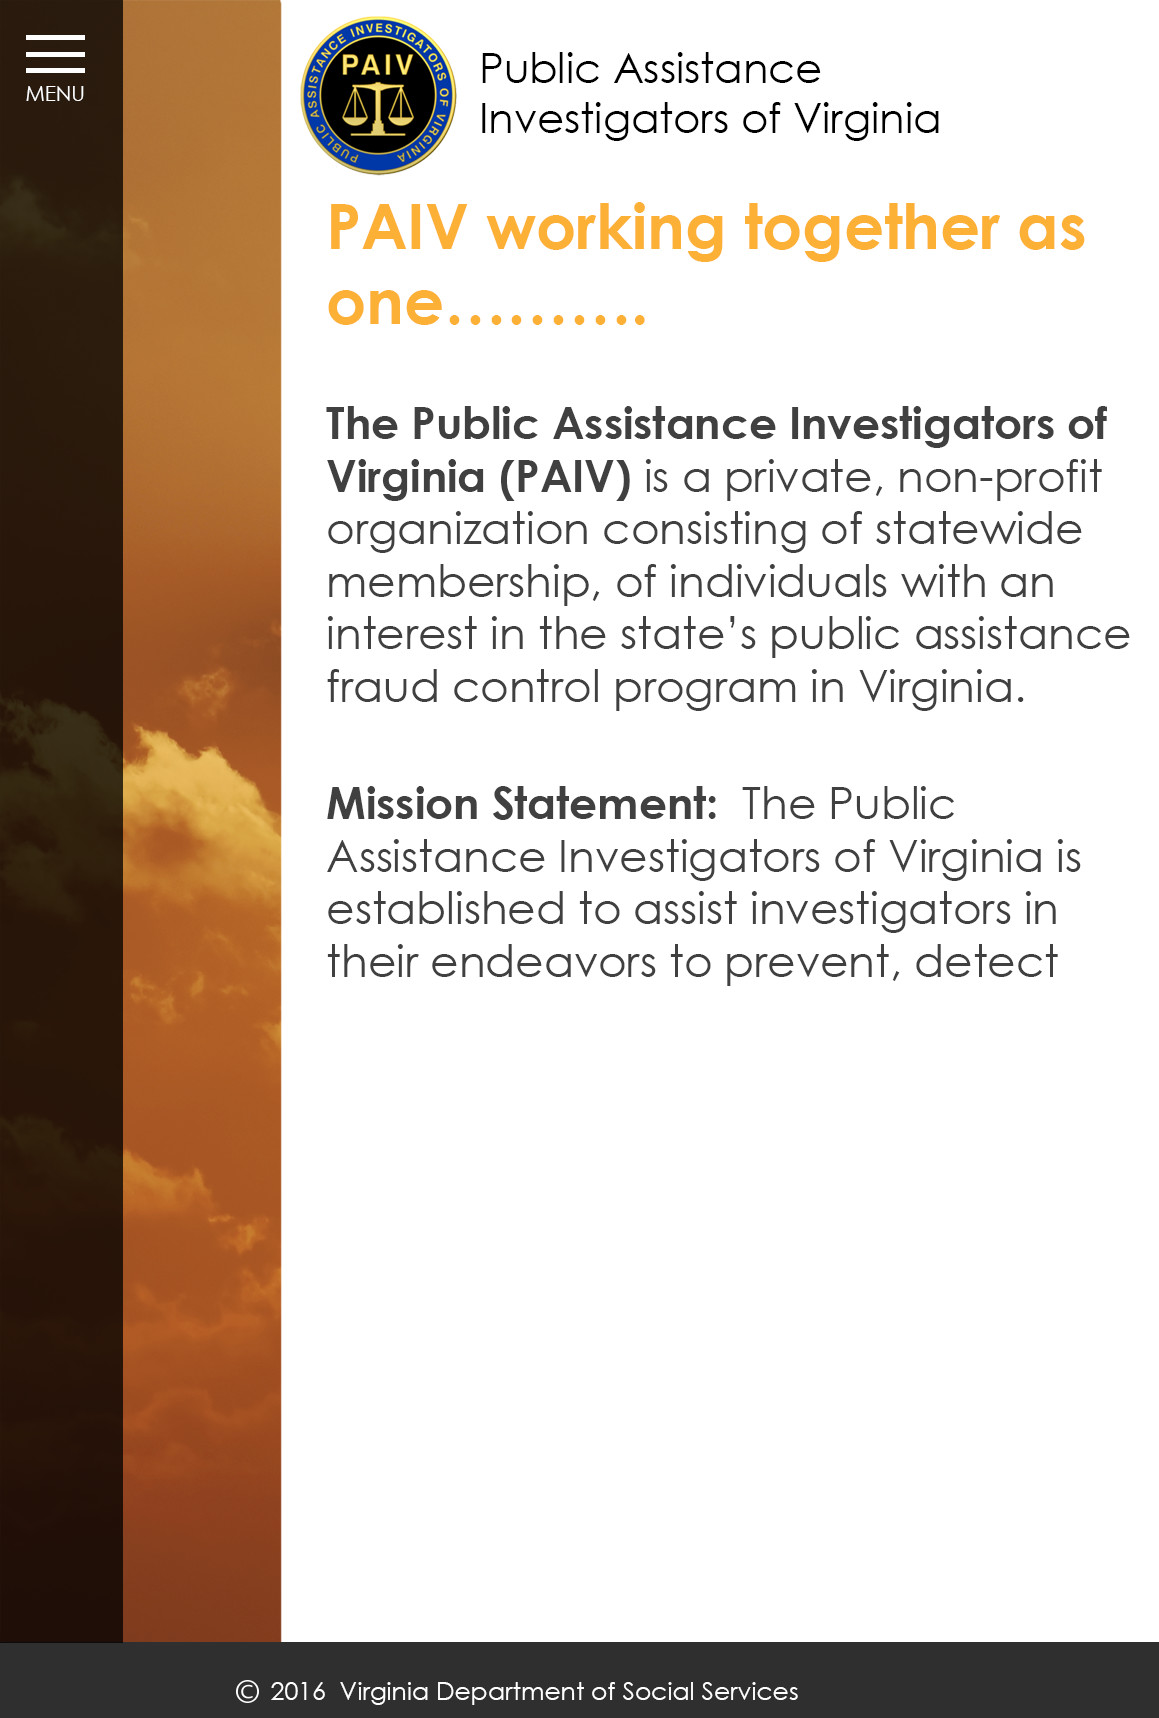 MENU
PUBLIC ASSISTANCE INVESTIGATORS OF VIRGINIA
PAIV
Public Assistance
Investigators of Virginia
PAIV working together as
one……….
The Public Assistance Investigators of
Virginia (PAIV) is a private, non-profit
organization consisting of statewide
membership, of individuals with an
interest in the state’s public assistance
fraud control program in Virginia.
Mission Statement:  The Public
Assistance Investigators of Virginia is
established to assist investigators in
their endeavors to prevent, detect
© 2016  Virginia Department of Social Services